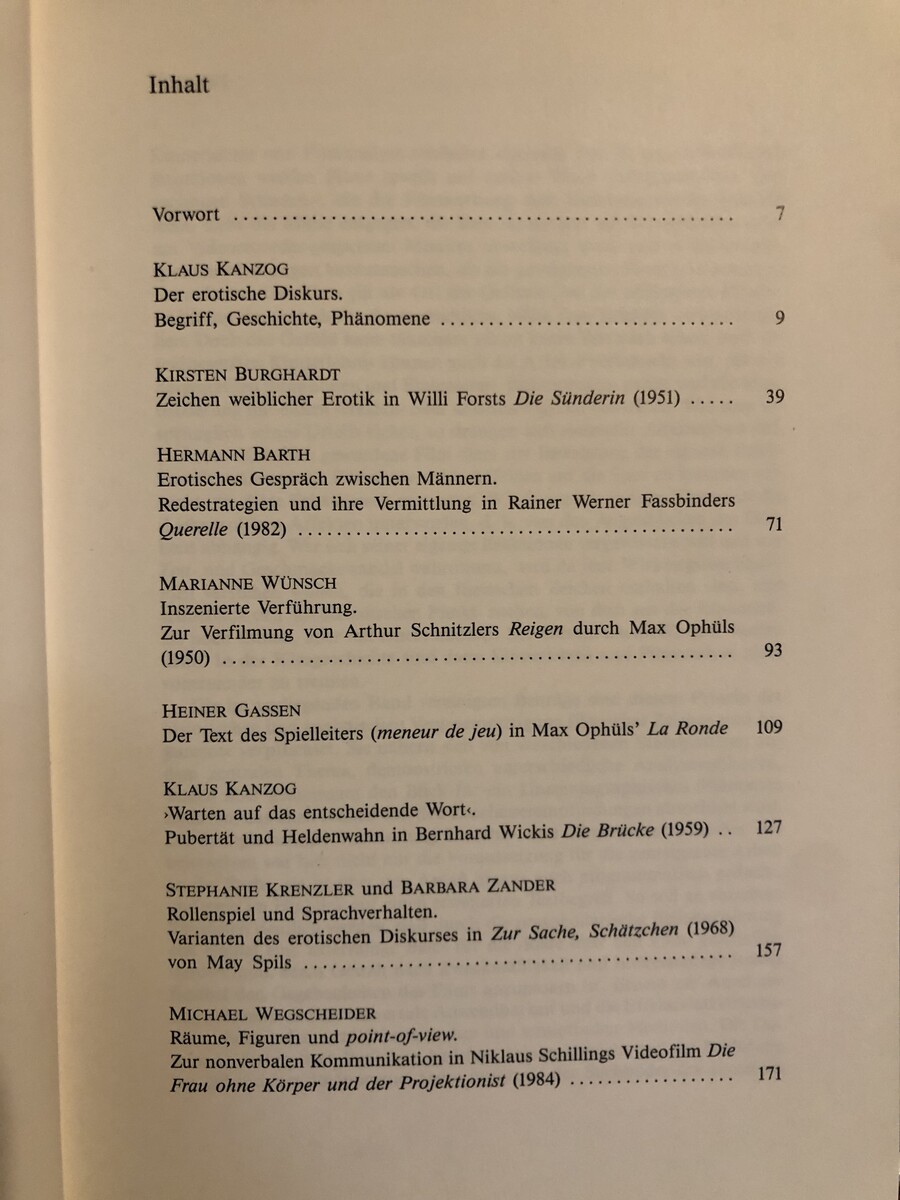 Inhalt
Vorwort .................................................. 7
KLAUS KANZOG
Der erotische Diskurs.
Begriff, Geschichte, Phänomene .............................. 9
KIRSTEN BURGHARDT
Zeichen weiblicher Erotik in Willi Forsts Die Sünderin (1951) ..... 39
HERMANN BARTH
Erotisches Gespräch zwischen Männern.
Redestrategien und ihre Vermittlung in Rainer Werner Fassbinders
Querelle (1982) ............................................ 71
MARIANNE WÜNSCH
Inszenierte Verführung.
Zur Verfilmung von Arthur Schnitzlers Reigen durch Max Ophüls
(1950) ................................................... 93
HEINER GASSEN
Der Text des Spielleiters (meneur de jeu) in Max Ophüls’ La Ronde 109
KLAUS KANZOG
›Warten auf das entscheidende Wort‹.
Pubertät und Heldenwahn in Bernhard Wickis Die Brücke (1959) .. 127
STEPHANIE KRENZLER und BARBARA ZANDER
Rollenspiel und Sprachverhalten.
Varianten des erotischen Diskurses in Zur Sache, Schätzchen (1968)
von May Spils ........................................... 157
MICHAEL WEGSCHEIDER
Räume, Figuren und point-of-view.
Zur nonverbalen Kommunikation in Niklaus Schillings Videofilm Die
Frau ohne Körper und der Projektionist (1984) ................. 171